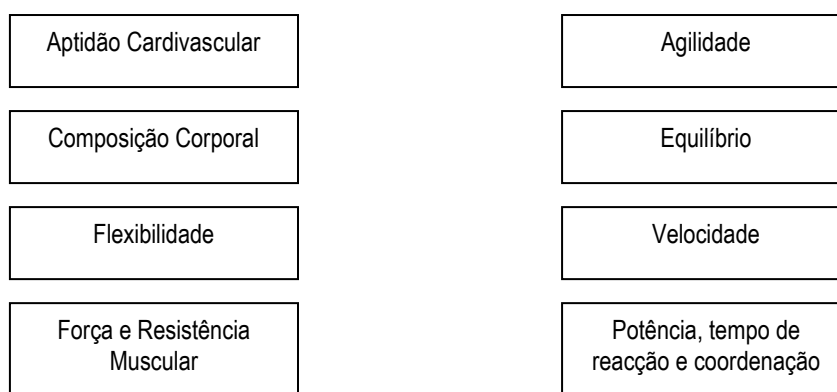 Aptidão Cardivascular
Agilidade
Composição Corporal
Equilíbrio
Flexibilidade
Velocidade
Força e Resistência
Muscular
Potência, tempo de
reacção e coordenação